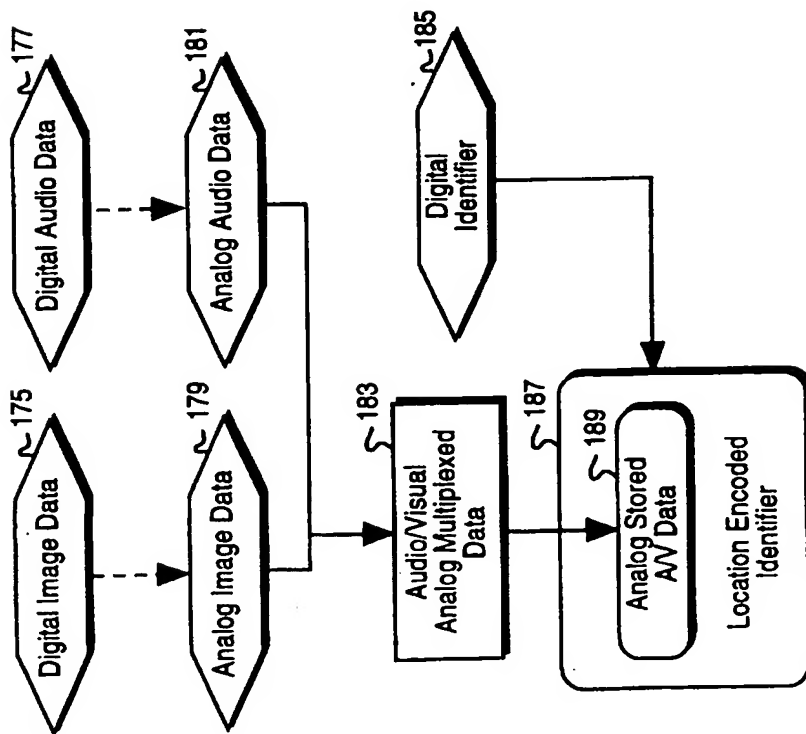 175
Digital Image Data
177
Digital Audio Data
179
Analog Image Data
181
Analog Audio Data
183
Audio/Visual
Analog Multiplexed
Data
185
Digital
Identifier
187
189
Analog Stored
A/V Data
Location Encoded
Identifier